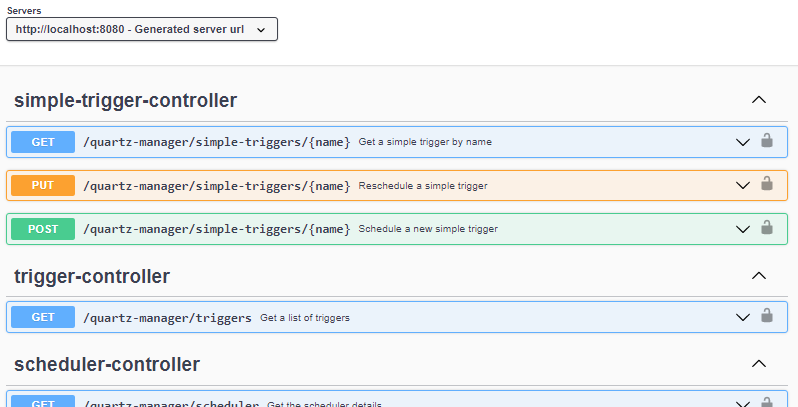 Servers
http://localhost:8080 - Generated server url
simple-trigger-controller
GET /quartz-manager/simple-triggers/{name} Get a simple trigger by name
PUT /quartz-manager/simple-triggers/{name} Reschedule a simple trigger
POST /quartz-manager/simple-triggers/{name} Schedule a new simple trigger
trigger-controller
GET /quartz-manager/triggers Get a list of triggers
scheduler-controller
GET /quartz-manager/scheduler Get the scheduler details